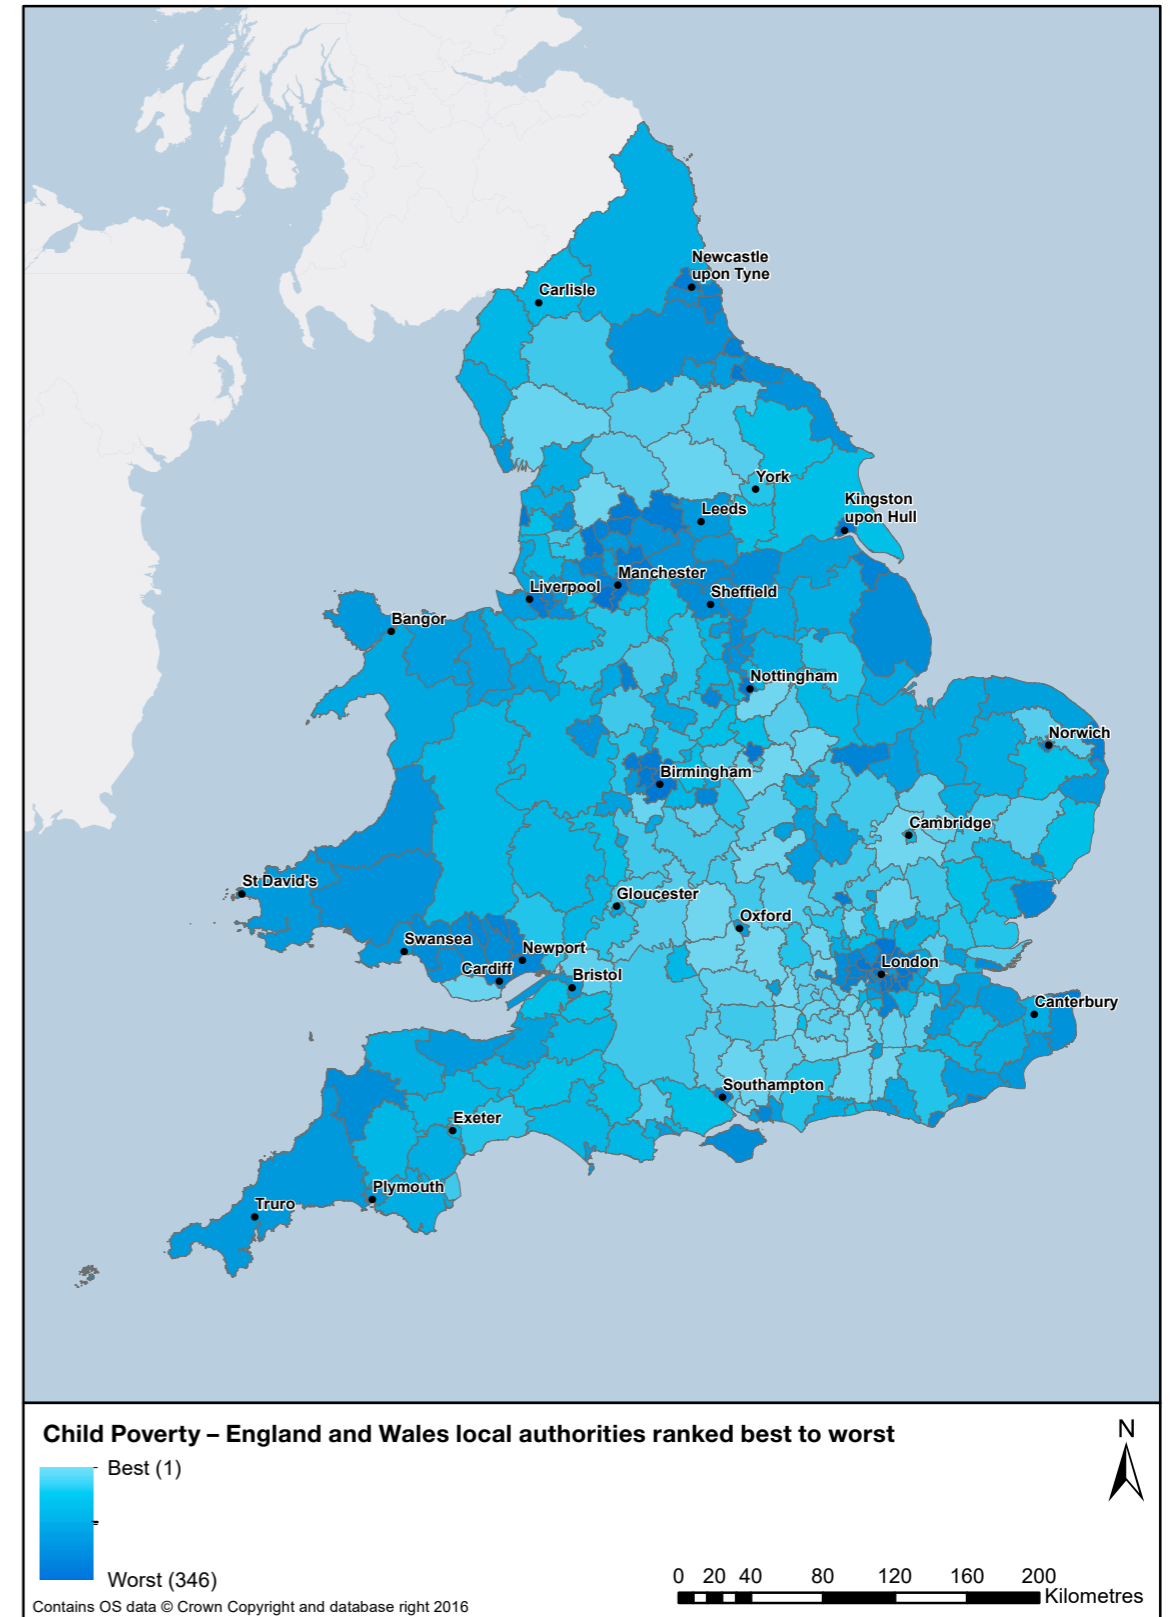 Newcastle
upon Tyne
Carlisle
York
Kingston
upon Hull
Leeds
Manchester
Liverpool
Sheffield
Bangor
Nottingham
Norwich
Birmingham
Cambridge
St David's
Gloucester
Oxford
Swansea
Newport
London
Cardiff
Bristol
Canterbury
Southampton
Exeter
Plymouth
Truro
Child Poverty – England and Wales local authorities ranked best to worst
N
Best (1)
Worst (346)
0 20 40 80 120 160 200
Kilometres
Contains OS data © Crown Copyright and database right 2016